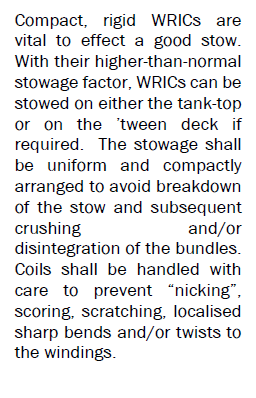 Compact, rigid WRICs are
vital to effect a good stow.
With their higher-than-normal
stowage factor, WRICs can be
stowed on either the tank-top
or on the ’tween deck if
required. The stowage shall
be uniform and compactly
arranged to avoid breakdown
of the stow and subsequent
crushing and/or
disintegration of the bundles.
Coils shall be handled with
care to prevent “nicking”,
scoring, scratching, localised
sharp bends and/or twists to
the windings.